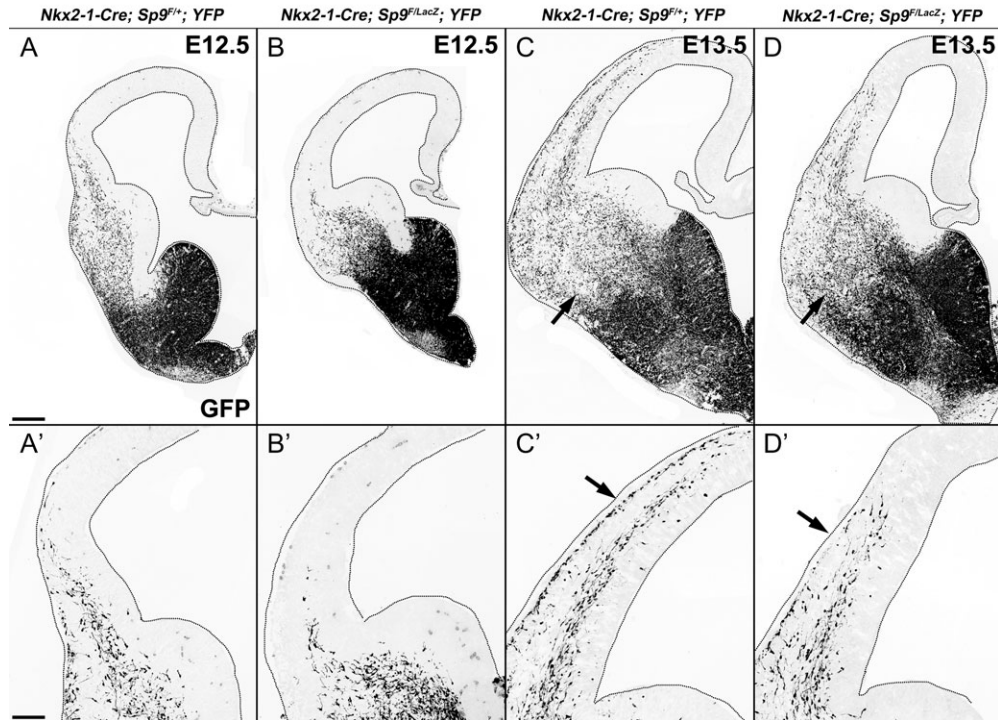 Nkx2-1-Cre; Sp9F/+; YFP
Nkx2-1-Cre; Sp9F/LacZ; YFP
Nkx2-1-Cre; Sp9F/+; YFP
Nkx2-1-Cre; Sp9F/LacZ; YFP
A
E12.5
B
E12.5
C
E13.5
D
E13.5
GFP
A'
B'
C'
D'